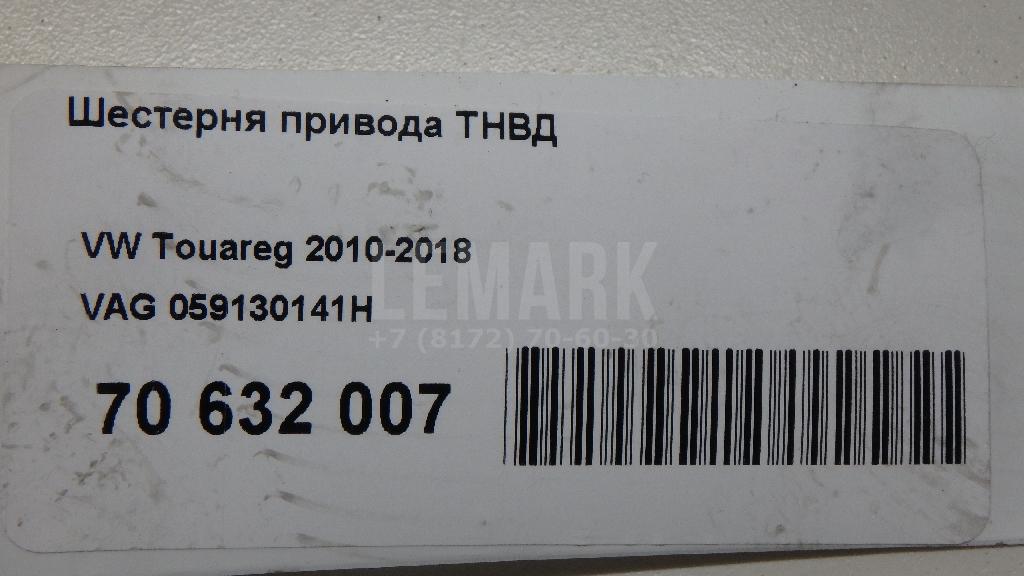 Шестерня привода ТНВД
VW Touareg 2010-2018
LEMARK
VAG 059130141H
+7 (8172) 70-60-30
70 632 007